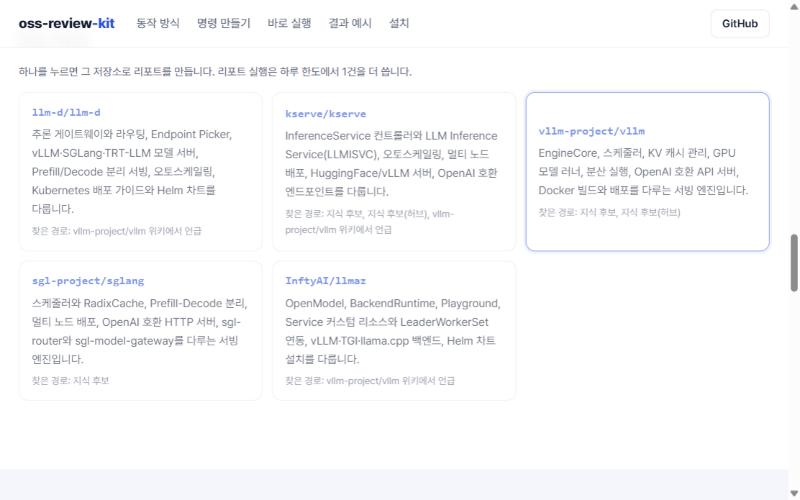 oss-review-kit 동작 방식 명령 만들기 바로 실행 결과 예시 설치 GitHub
하나를 누르면 그 저장소로 리포트를 만듭니다. 리포트 실행은 하루 한도에서 1건을 더 씁니다.
llm-d/llm-d
추론 게이트웨이와 라우팅, Endpoint Picker,
vLLM·SGLang·TRT-LLM 모델 서버,
Prefill/Decode 분리 서빙, 오토스케일링,
Kubernetes 배포 가이드와 Helm 차트를
다룹니다.
찾은 경로: vllm-project/vllm 위키에서 언급
kserve/kserve
InferenceService 컨트롤러와 LLM Inference
Service(LLMISVC), 오토스케일링, 멀티 노드
배포, HuggingFace/vLLM 서버, OpenAI 호환
엔드포인트를 다룹니다.
찾은 경로: 지식 후보, 지식 후보(허브), vllm-
project/vllm 위키에서 언급
vllm-project/vllm
EngineCore, 스케줄러, KV 캐시 관리, GPU
모델 러너, 분산 실행, OpenAI 호환 API 서버,
Docker 빌드와 배포를 다루는 서빙 엔진입니다.
찾은 경로: 지식 후보, 지식 후보(허브)
sgl-project/sglang
스케줄러와 RadixCache, Prefill-Decode 분리,
멀티 노드 배포, OpenAI 호환 HTTP 서버, sgl-
router와 sgl-model-gateway를 다루는 서빙
엔진입니다.
찾은 경로: 지식 후보
InftyAI/llmaz
OpenModel, BackendRuntime, Playground,
Service 커스텀 리소스와 LeaderWorkerSet
연동, vLLM·TGI·llama.cpp 백엔드, Helm 차트
설치를 다룹니다.
찾은 경로: vllm-project/vllm 위키에서 언급